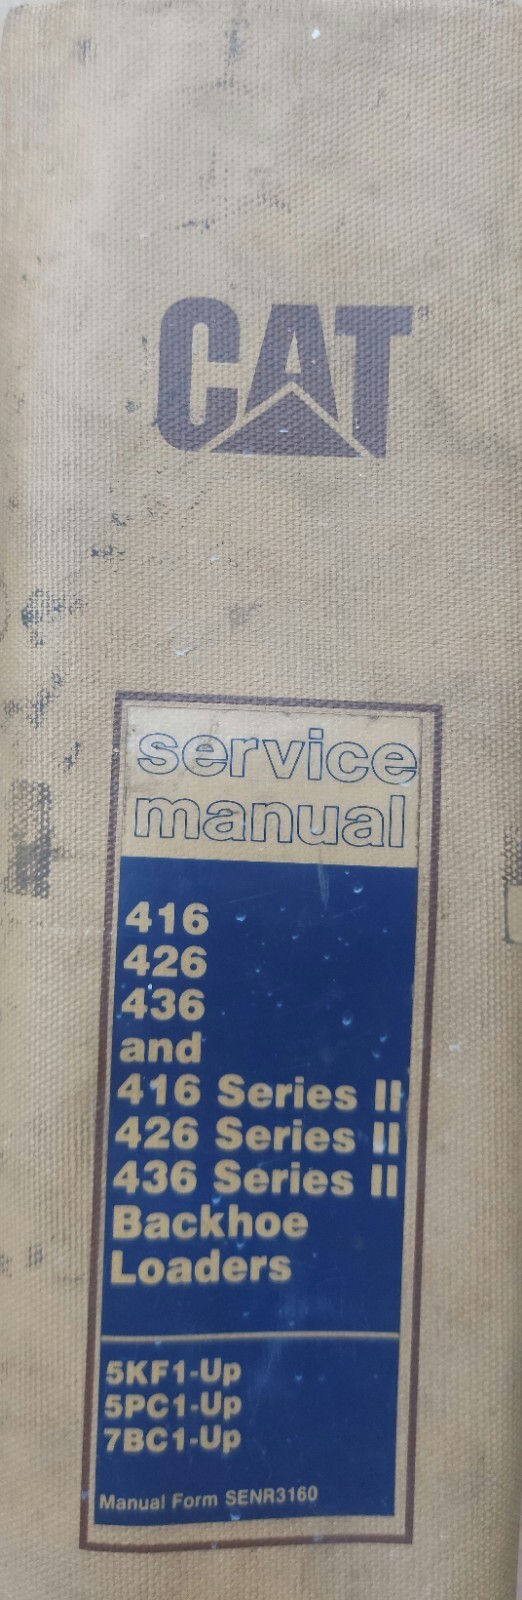 CAT®
service
manual
416
426
436
and
416 Series II
426 Series II
436 Series II
Backhoe
Loaders
5KF1-Up
5PC1-Up
7BC1-Up
Manual Form SENR3160